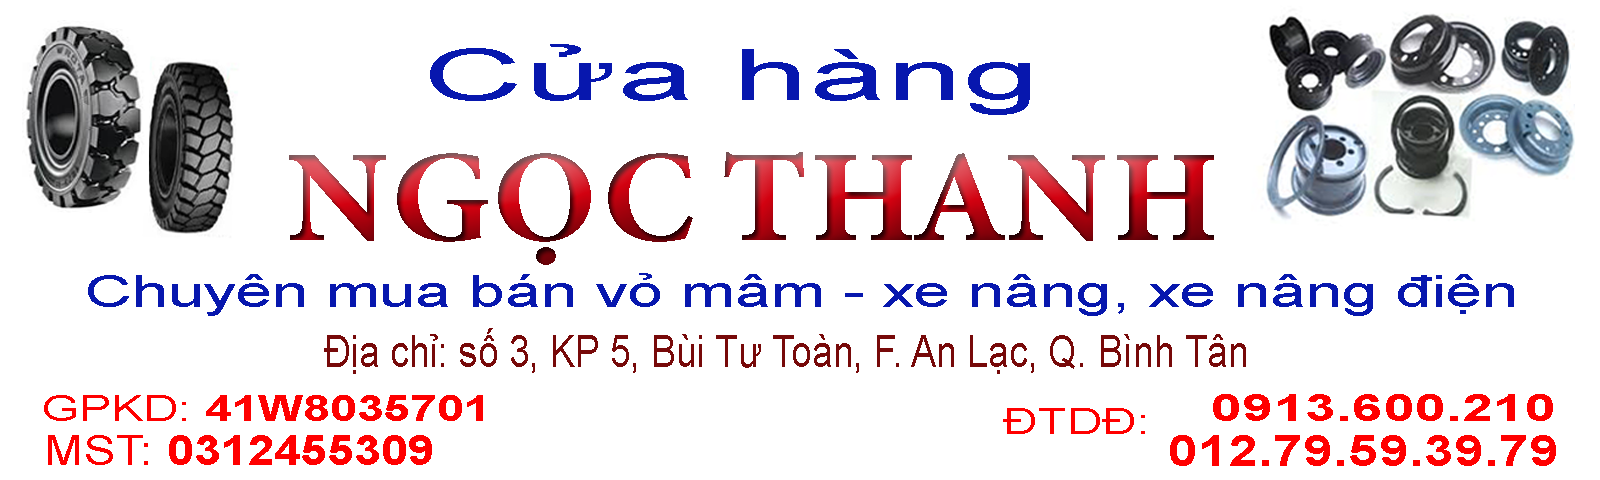 Cửa hàng
NGỌC THANH
Chuyên mua bán vỏ mâm - xe nâng, xe nâng điện
Địa chỉ: số 3, KP 5, Bùi Tư Toàn, F. An Lạc, Q. Bình Tân
GPKD: 41W8035701
MST: 0312455309
ĐTDĐ: 0913.600.210
012.79.59.39.79